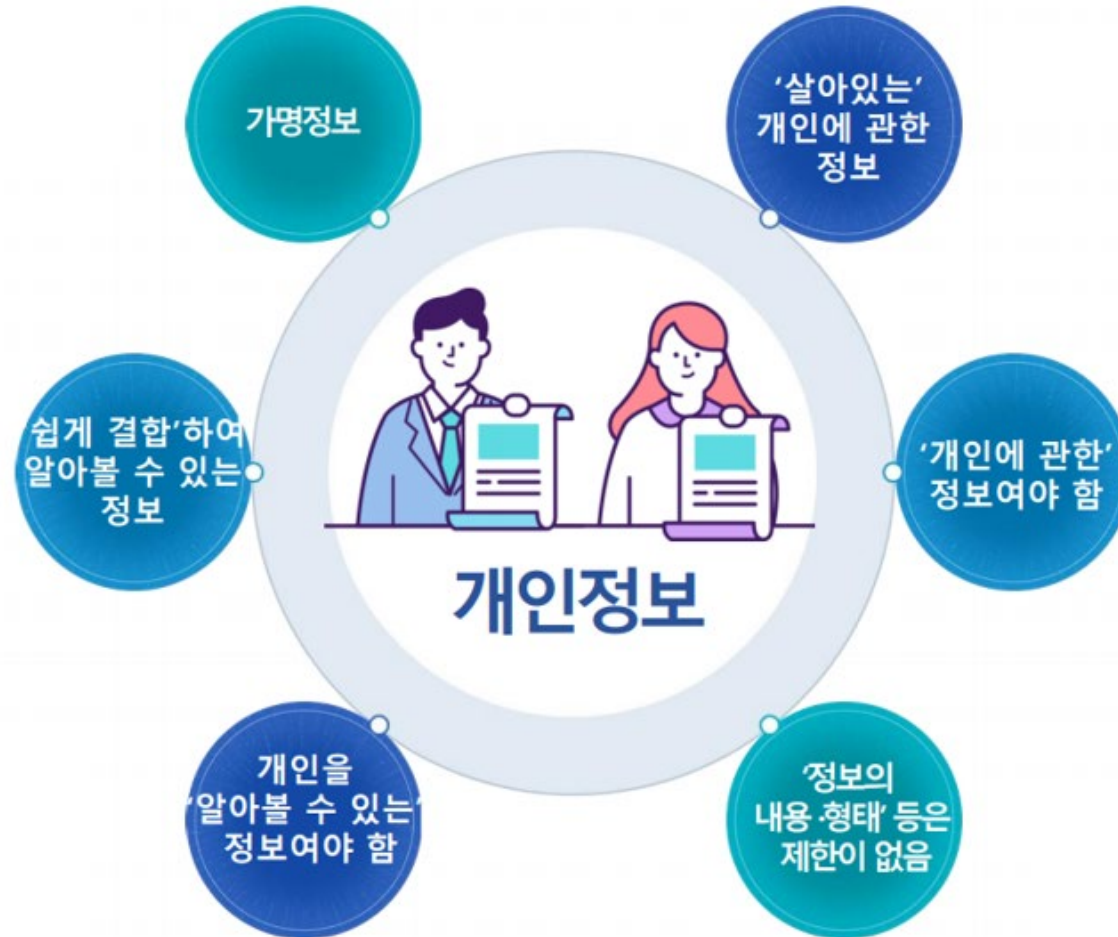 가명정보
'살아있는'
개인에 관한
정보
쉽게 결합'하여
알아볼 수 있는
정보
'개인에 관한'
정보여야 함
개인정보
개인을
'알아볼 수 있는'
정보여야 함
'정보의
내용·형태' 등은
제한이 없음